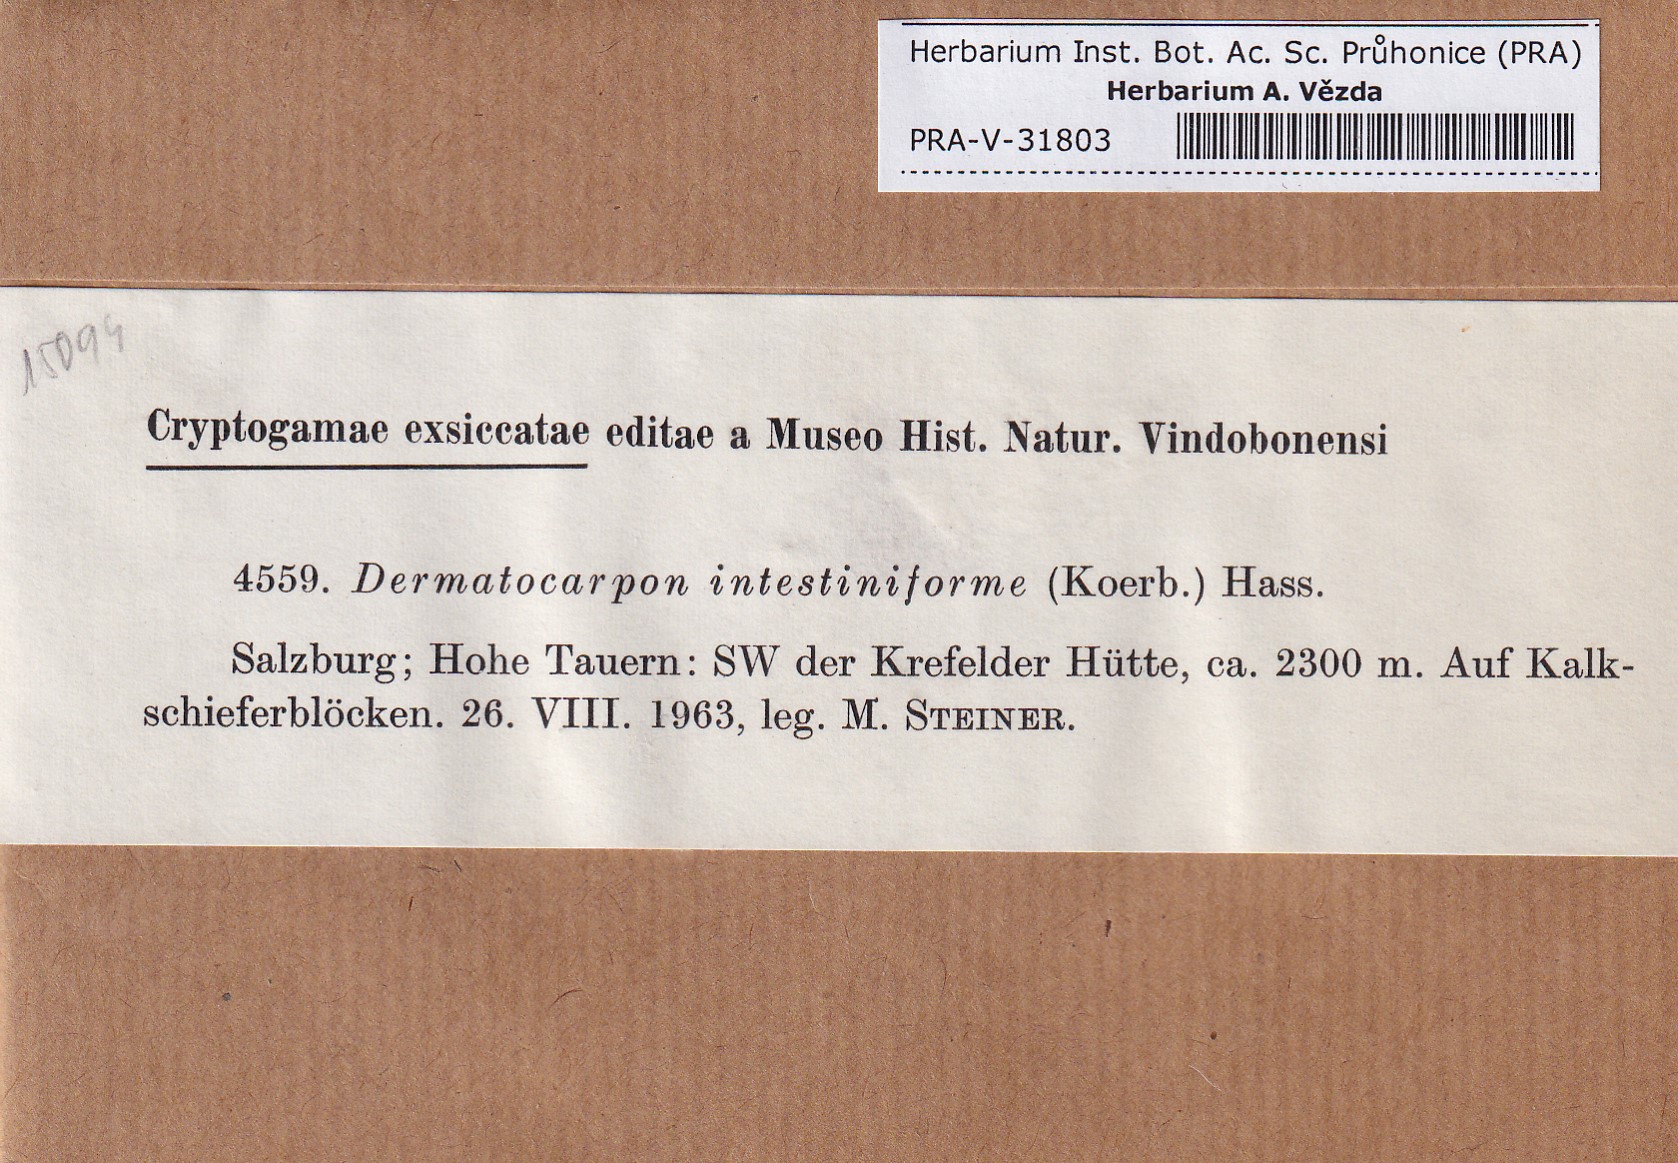 Herbarium Inst. Bot. Ac. Sc. Průhonice (PRA)
Herbarium A. Vězda
PRA-V-31803
15094
Cryptogamae exsiccatae editae a Museo Hist. Natur. Vindobonensi
4559. Dermatocarpon intestiniforme (Koerb.) Hass.
Salzburg; Hohe Tauern: SW der Krefelder Hütte, ca. 2300 m. Auf Kalk-
schieferblöcken. 26. VIII. 1963, leg. M. STEINER.